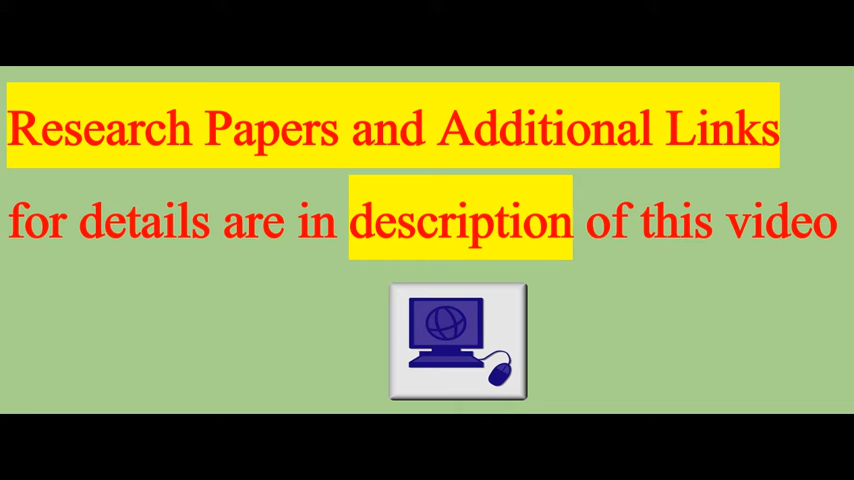 Research Papers and Additional Links
for details are in description of this video